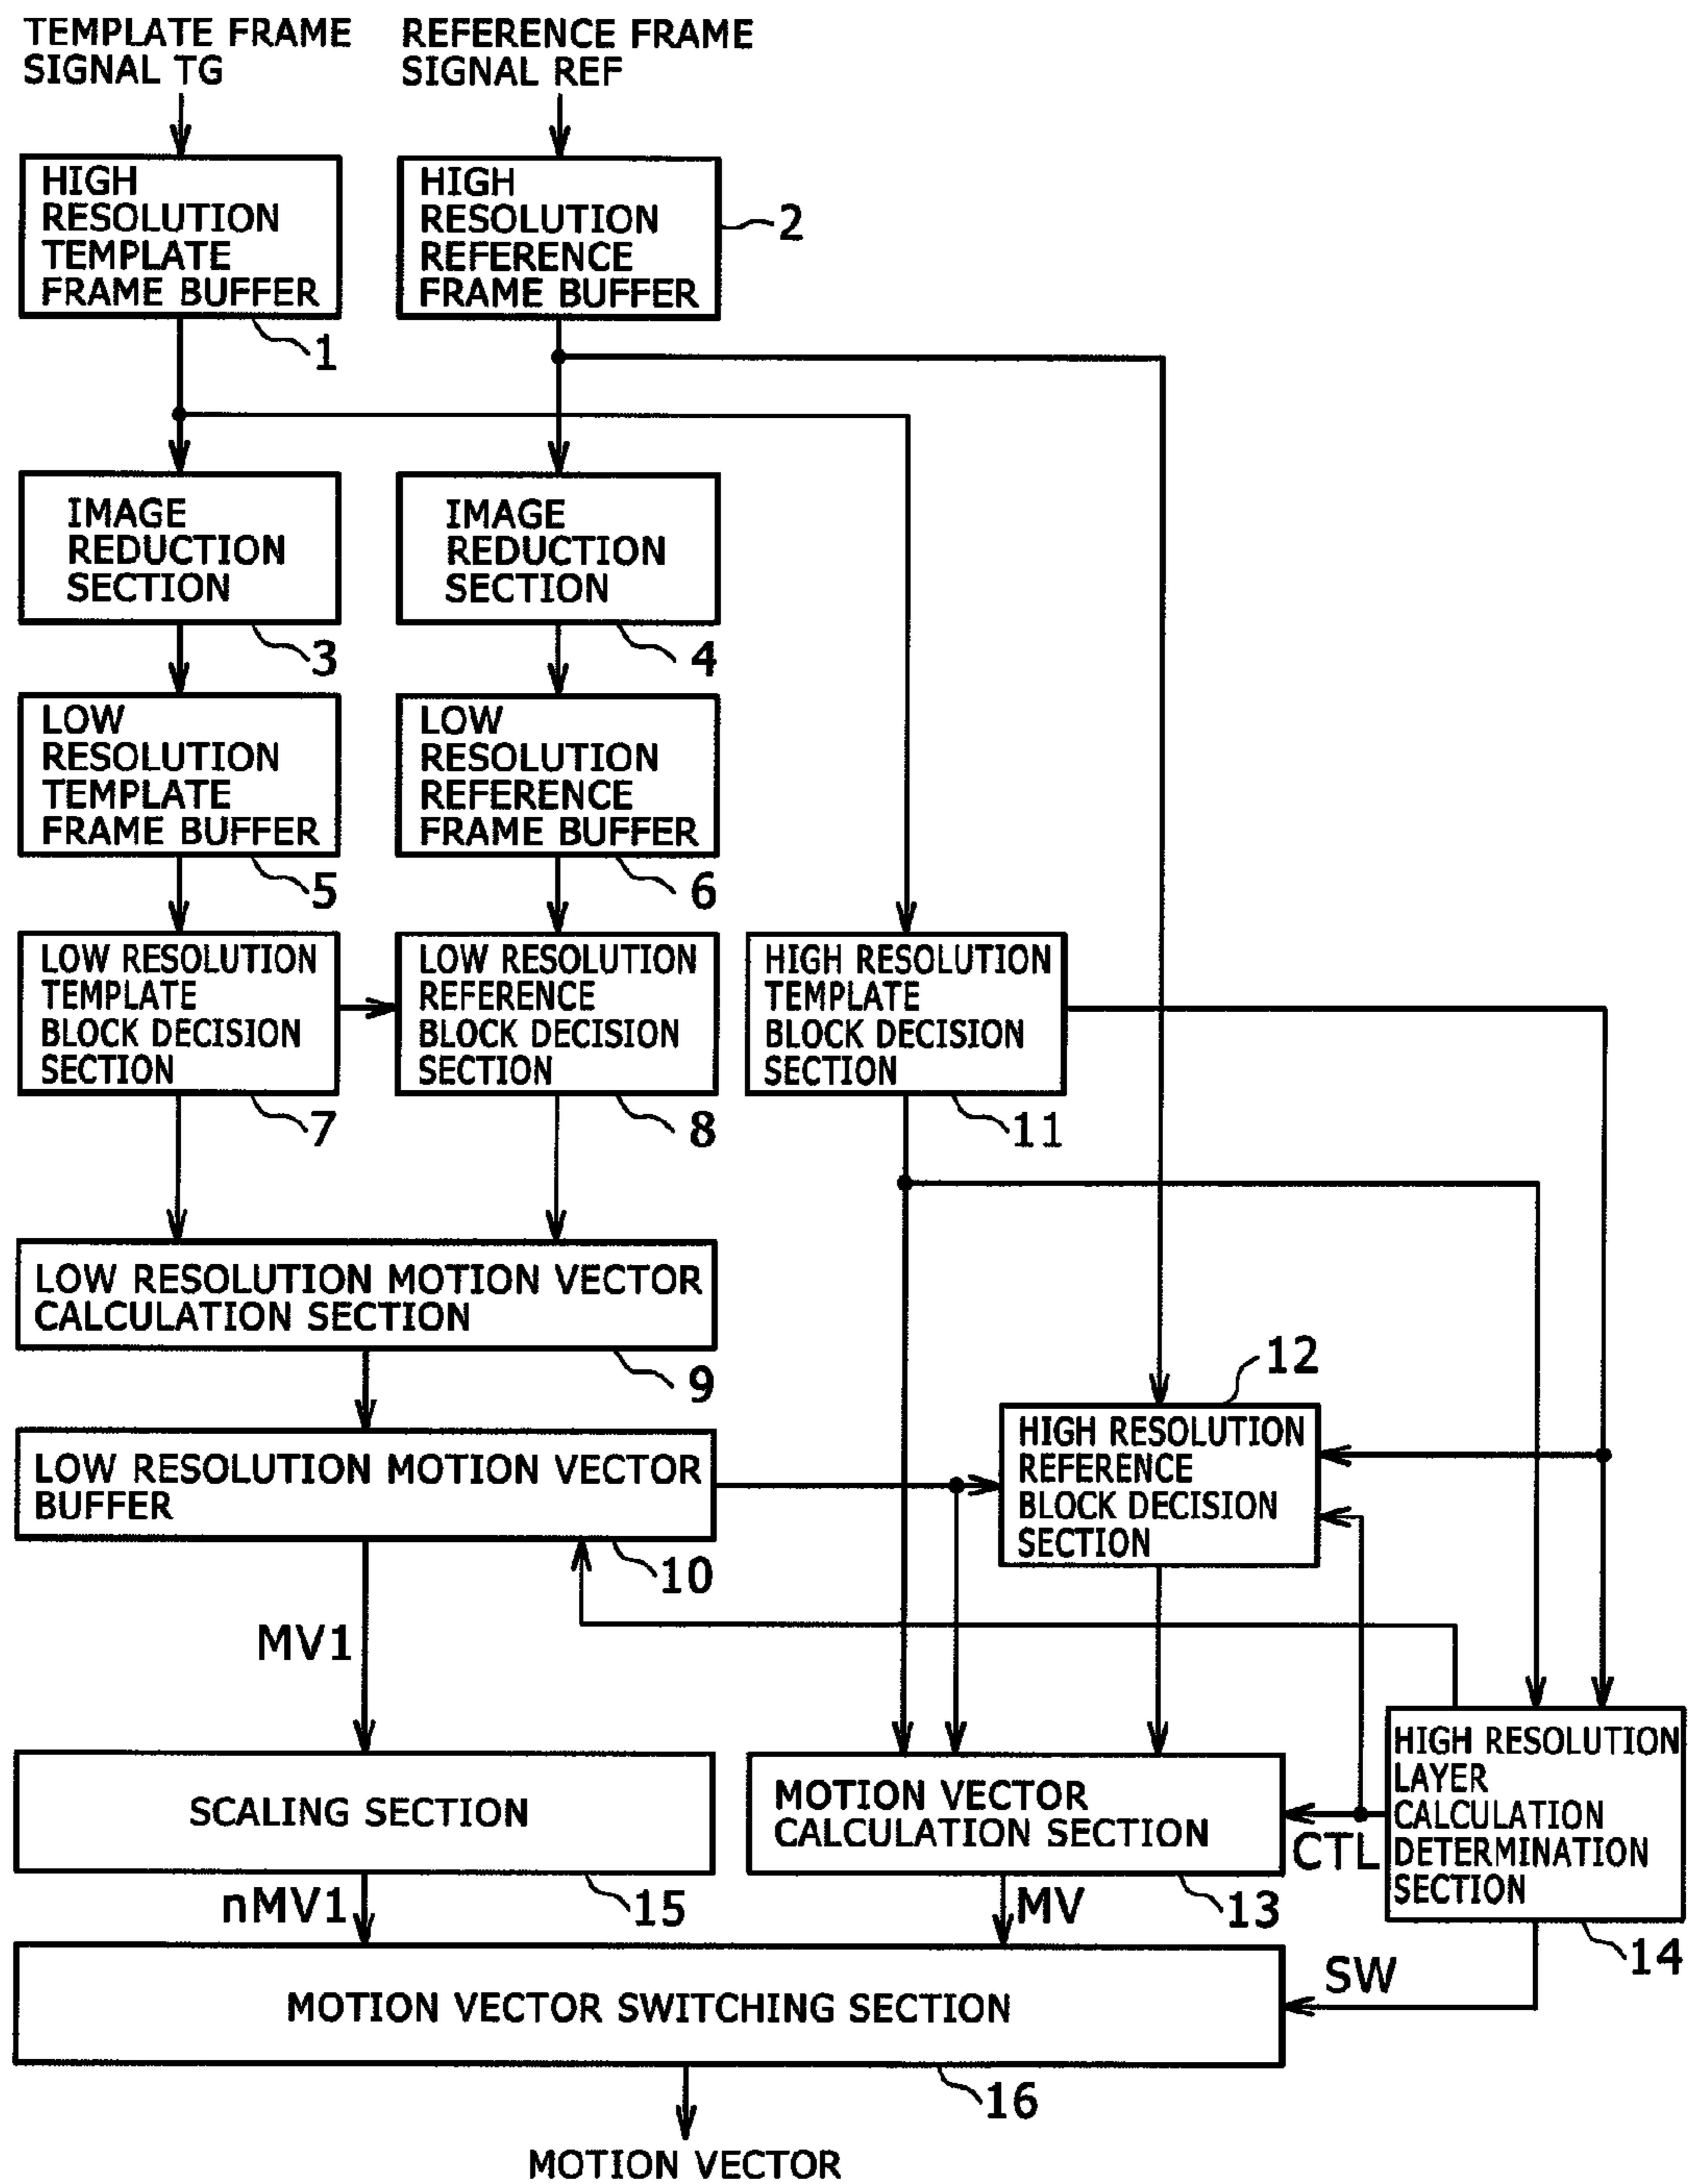 TEMPLATE FRAME
SIGNAL TG
REFERENCE FRAME
SIGNAL REF
HIGH
RESOLUTION
TEMPLATE
FRAME BUFFER
1
HIGH
RESOLUTION
REFERENCE
FRAME BUFFER
2
IMAGE
REDUCTION
SECTION
3
IMAGE
REDUCTION
SECTION
4
LOW
RESOLUTION
TEMPLATE
FRAME BUFFER
5
LOW
RESOLUTION
REFERENCE
FRAME BUFFER
6
LOW RESOLUTION
TEMPLATE
BLOCK DECISION
SECTION
7
LOW RESOLUTION
REFERENCE
BLOCK DECISION
SECTION
8
HIGH RESOLUTION
TEMPLATE
BLOCK DECISION
SECTION
11
LOW RESOLUTION MOTION VECTOR
CALCULATION SECTION
9
12
HIGH RESOLUTION
REFERENCE
BLOCK DECISION
SECTION
LOW RESOLUTION MOTION VECTOR
BUFFER
10
MV1
SCALING SECTION
15
MOTION VECTOR
CALCULATION SECTION
13
CTL
HIGH RESOLUTION
LAYER
CALCULATION
DETERMINATION
SECTION
14
nMV1
MV
SW
MOTION VECTOR SWITCHING SECTION
16
MOTION VECTOR